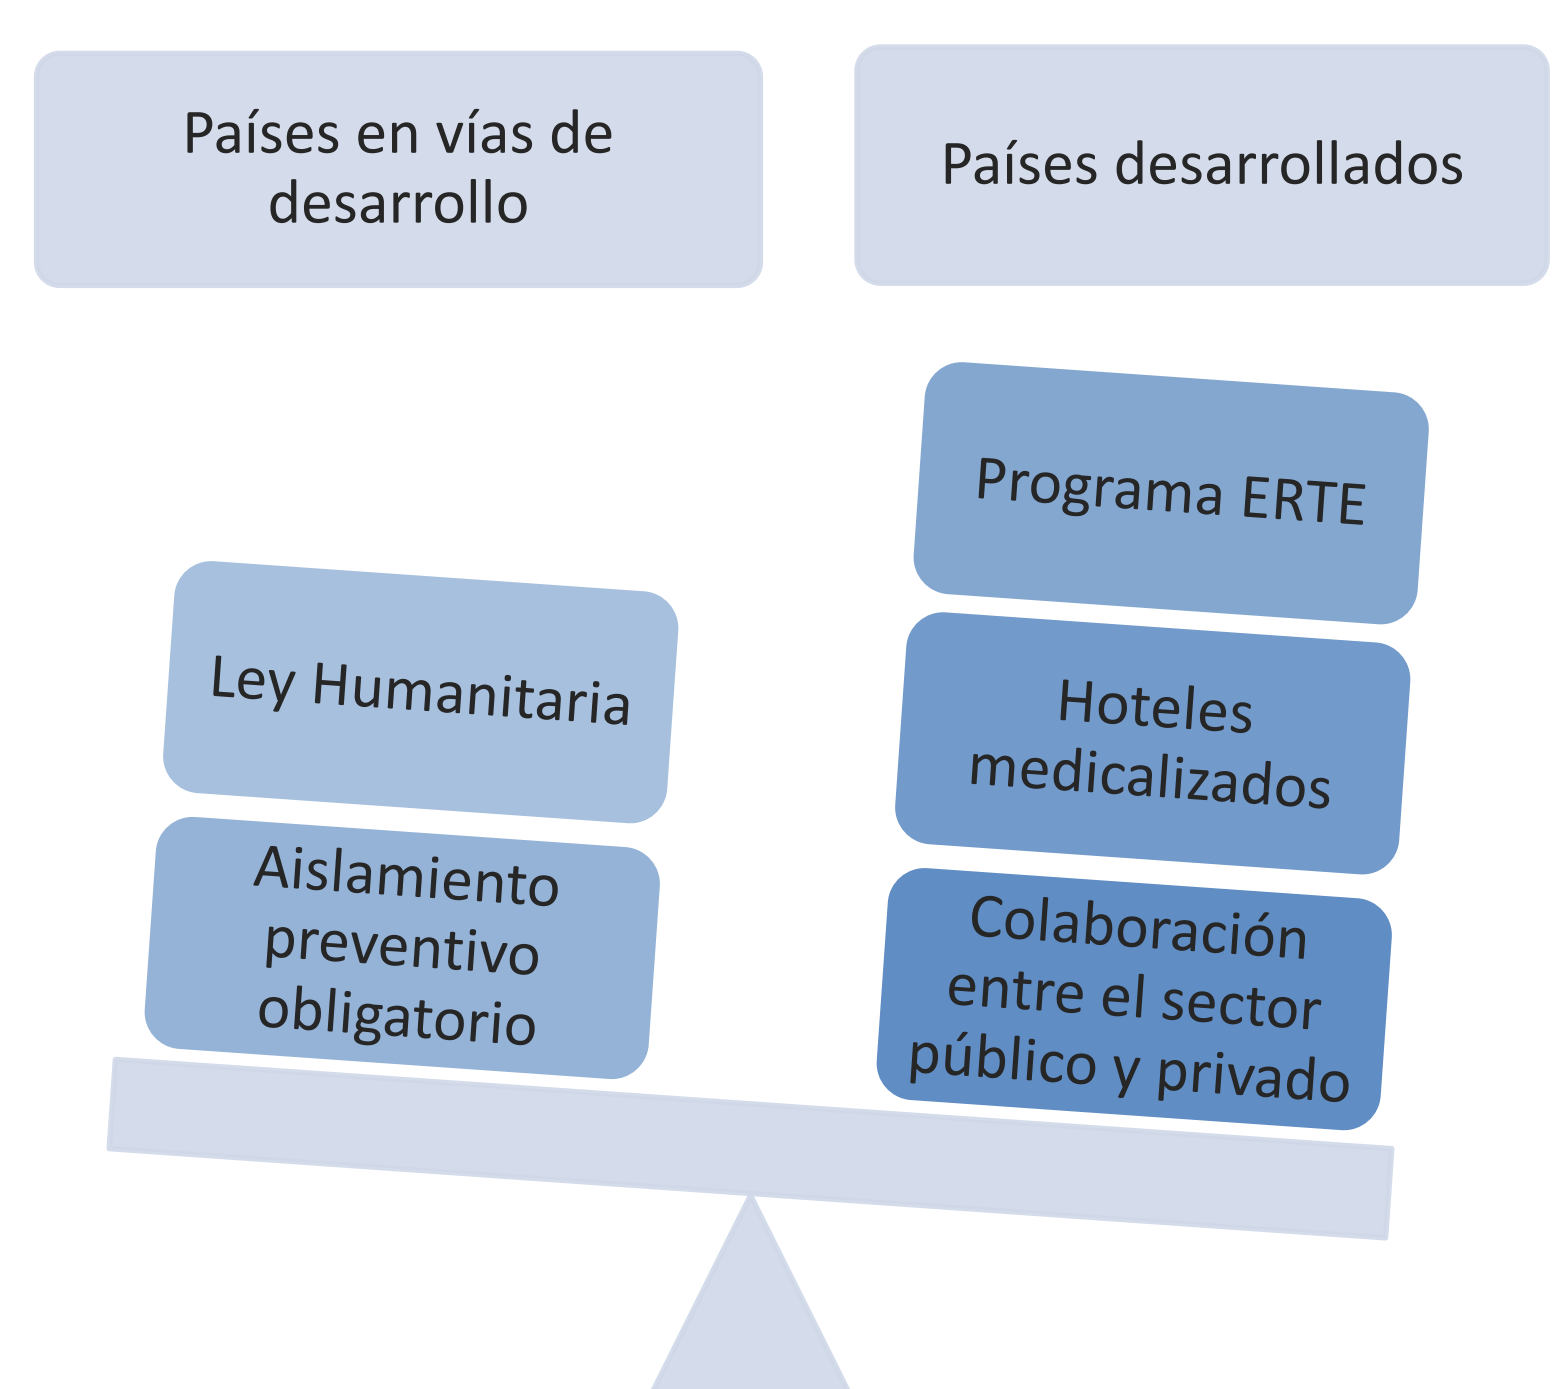 Países en vías de
desarrollo
Países desarrollados
Ley Humanitaria
Aislamiento
preventivo
obligatorio
Programa ERTE
Hoteles
medicalizados
Colaboración
entre el sector
público y privado